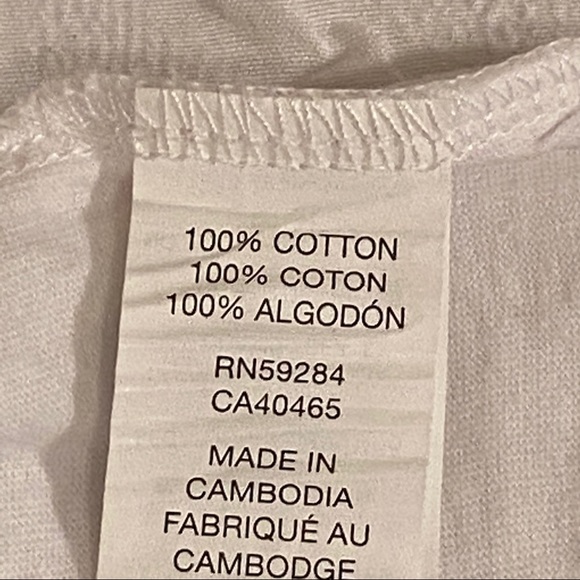 100% COTTON
100% COTON
100% ALGODÓN
RN59284
CA40465
MADE IN
CAMBODIA
FABRIQUÉ AU
CAMBODGE